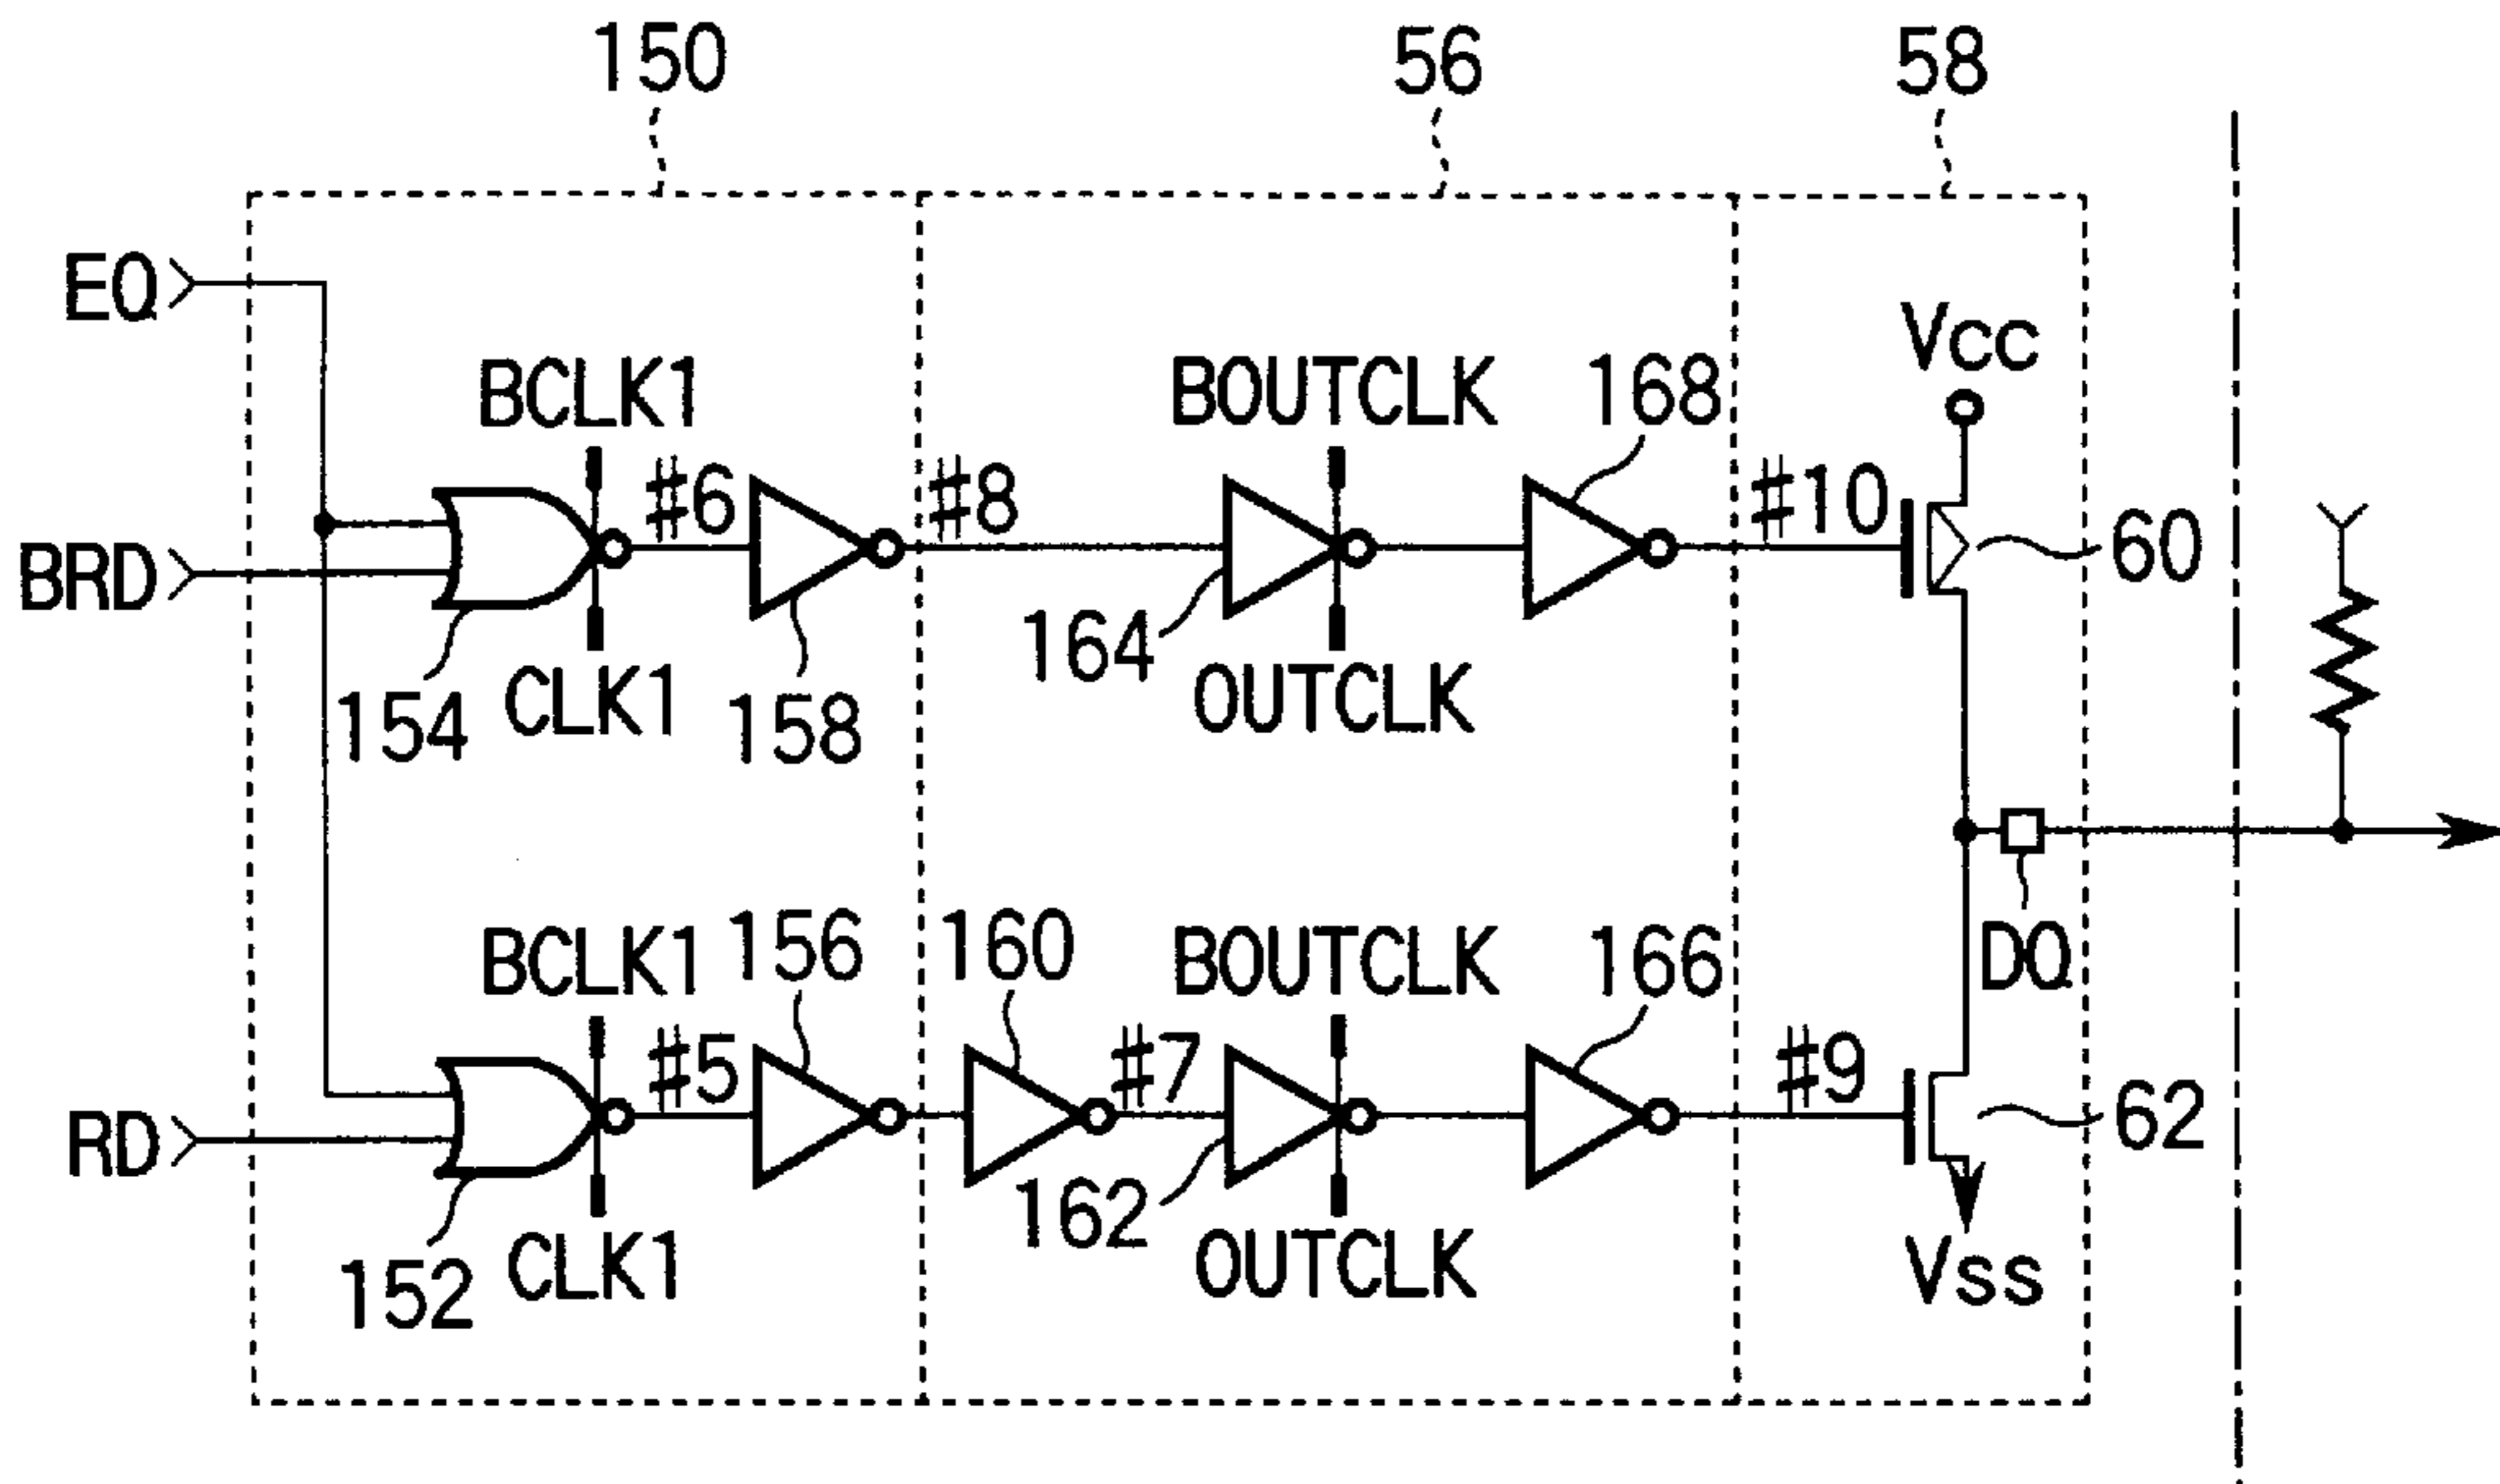 150
56
58
EQ
Vcc
BCLK1
BOUTCLK
168
#6
#8
#10
60
BRD
164
154
CLK1
158
OUTCLK
BCLK1
156
160
BOUTCLK
166
DQ
#5
#7
#9
62
RD
162
152
CLK1
OUTCLK
Vss